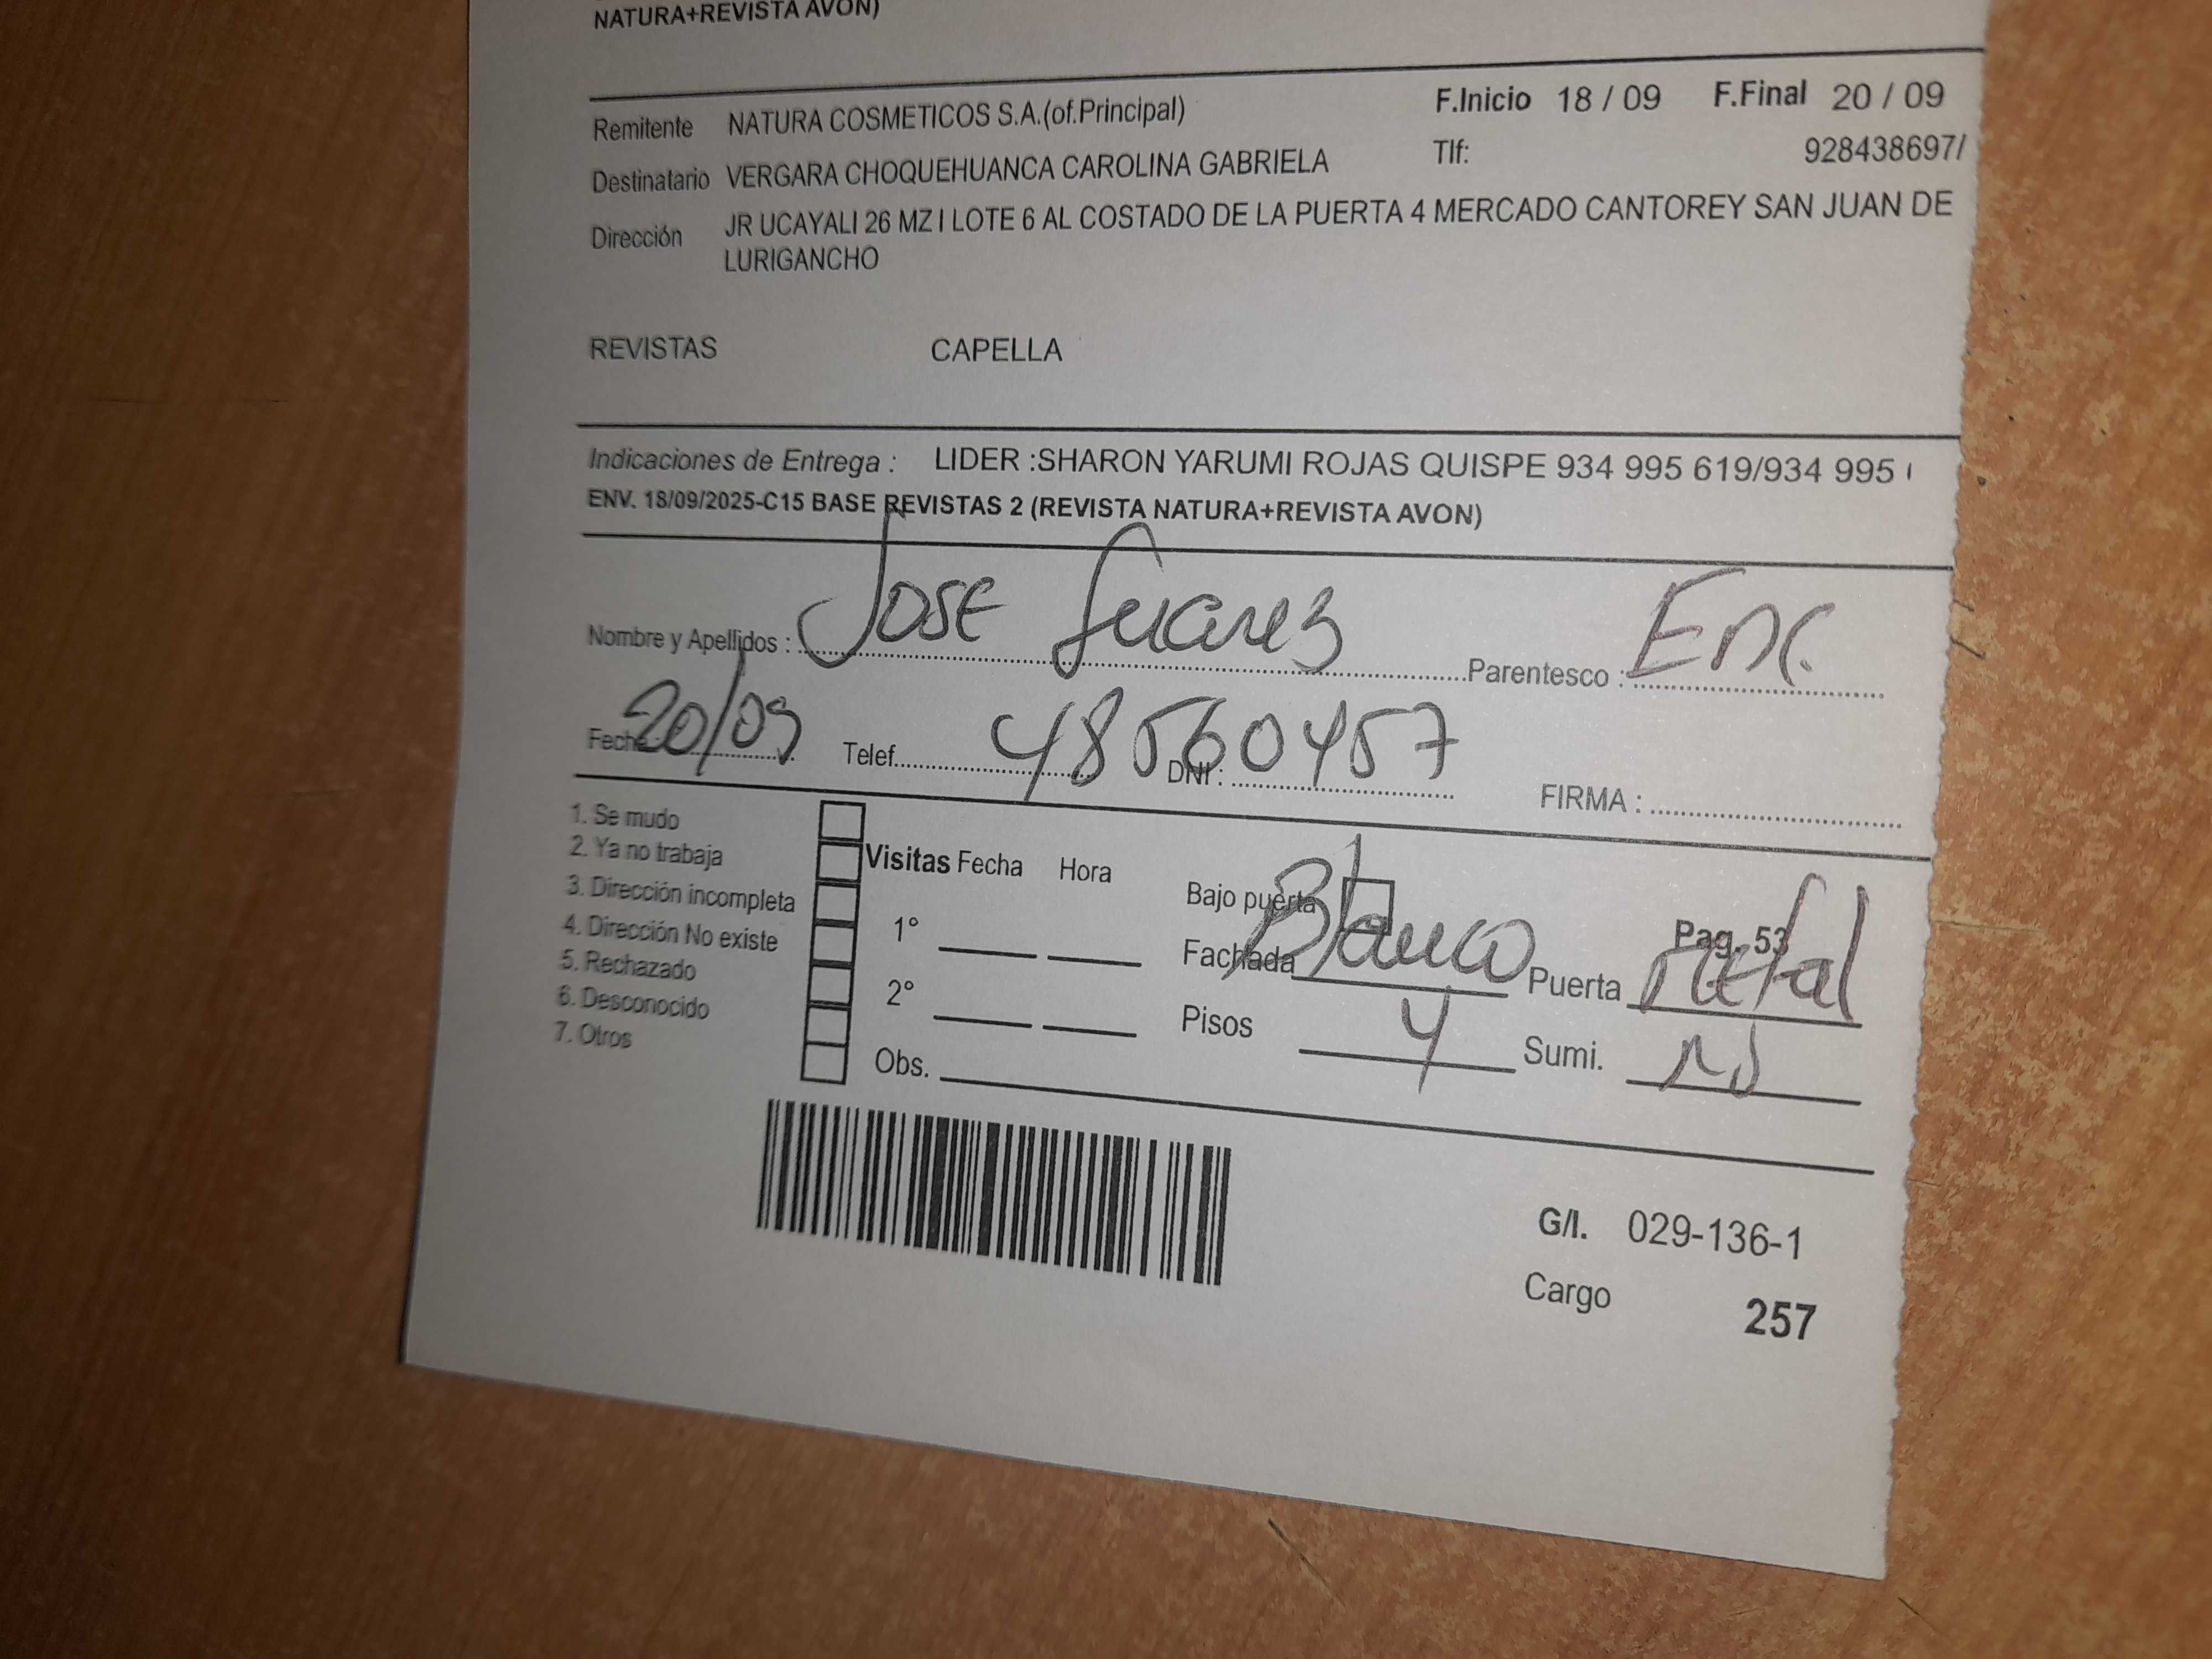 NATURA+REVISTA AVON)
F.Inicio 18 / 09 F.Final 20 / 09
Remitente NATURA COSMETICOS S.A.(of.Principal)
Tlf: 928438697/
Destinatario VERGARA CHOQUEHUANCA CAROLINA GABRIELA
Dirección JR UCAYALI 26 MZ I LOTE 6 AL COSTADO DE LA PUERTA 4 MERCADO CANTOREY SAN JUAN DE
LURIGANCHO
REVISTAS CAPELLA
Indicaciones de Entrega : LIDER :SHARON YARUMI ROJAS QUISPE 934 995 619/934 995
ENV. 18/09/2025-C15 BASE REVISTAS 2 (REVISTA NATURA+REVISTA AVON)
Nombre y Apellidos : Jose Suarez Parentesco : Enc.
Fecha 20/09 Telef. DNI : 48560457 FIRMA :
1. Se mudo
2. Ya no trabaja
3. Dirección incompleta
4. Dirección No existe
5. Rechazado
6. Desconocido
7. Otros
Visitas Fecha Hora
1°
2°
Obs.
Bajo puerta
Pag. 53
Fachada Blanco Puerta Metal
Pisos 4 Sumi.
G/I. 029-136-1
Cargo 257